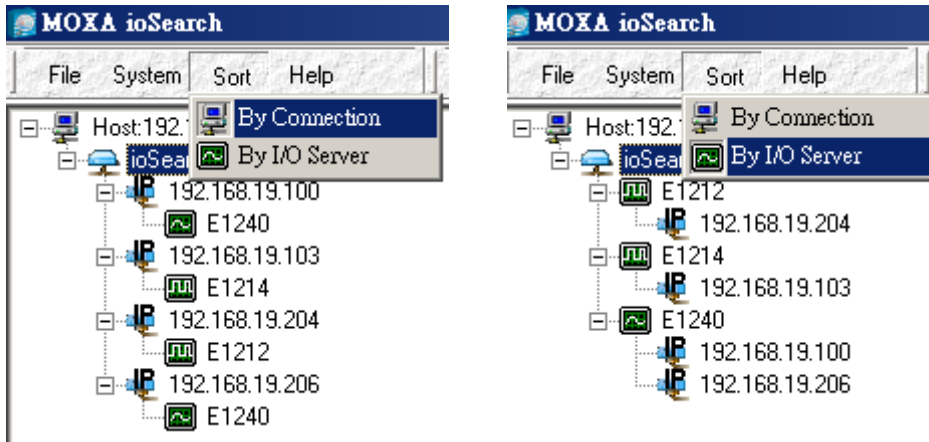 MOXA ioSearch
File System Sort Help
By Connection
Host:192.
By I/O Server
ioSear
192.168.19.100
E1240
192.168.19.103
E1214
192.168.19.204
E1212
192.168.19.206
E1240
MOXA ioSearch
File System Sort Help
By Connection
Host:192.
By I/O Server
ioSear
E1212
192.168.19.204
E1214
192.168.19.103
E1240
192.168.19.100
192.168.19.206